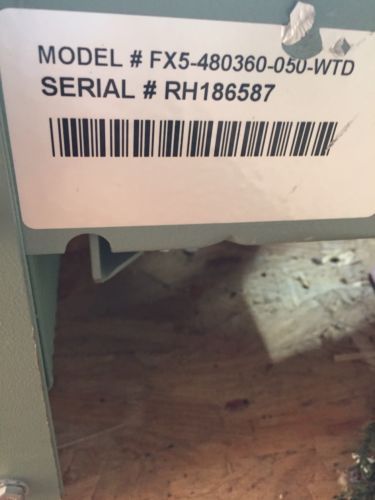 MODEL # FX5-480360-050-WTD
SERIAL # RH186587